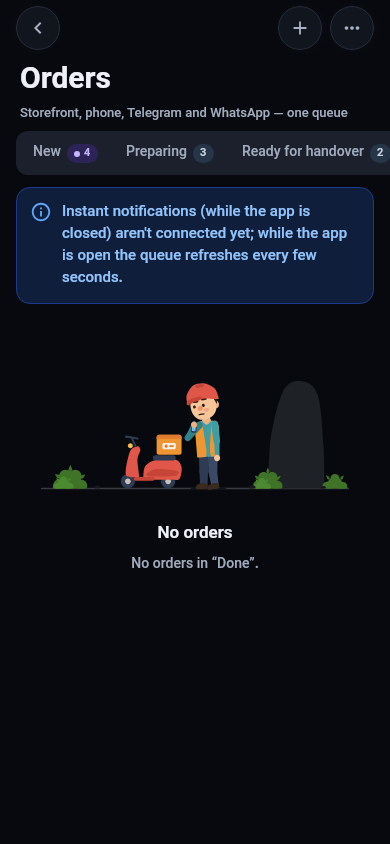 Orders
Storefront, phone, Telegram and WhatsApp — one queue
New 4 Preparing 3 Ready for handover 2
Instant notifications (while the app is
closed) aren't connected yet; while the app
is open the queue refreshes every few
seconds.
No orders
No orders in “Done”.